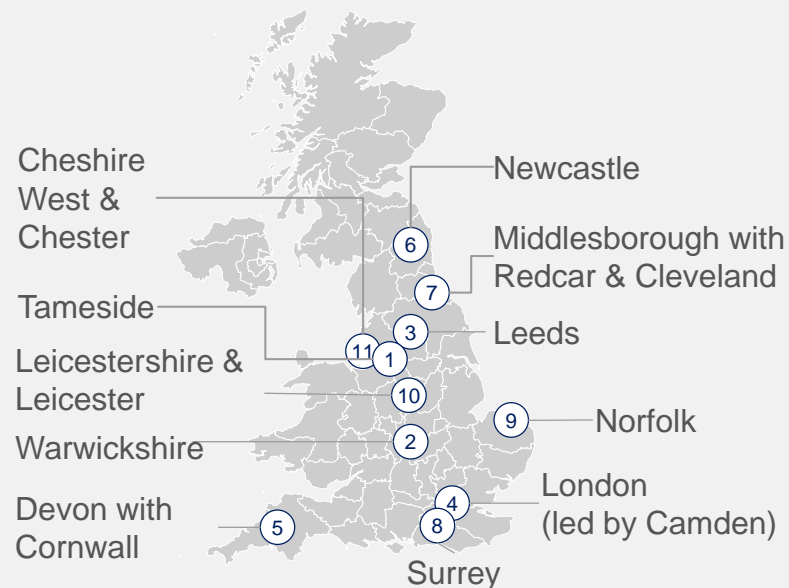 Cheshire
West &
Chester
Tameside
Leicestershire &
Leicester
Warwickshire
Devon with
Cornwall
Newcastle
Middlesborough with
Redcar & Cleveland
Leeds
Norfolk
London
(led by Camden)
Surrey
6
7
3
11
1
10
9
2
4
8
5